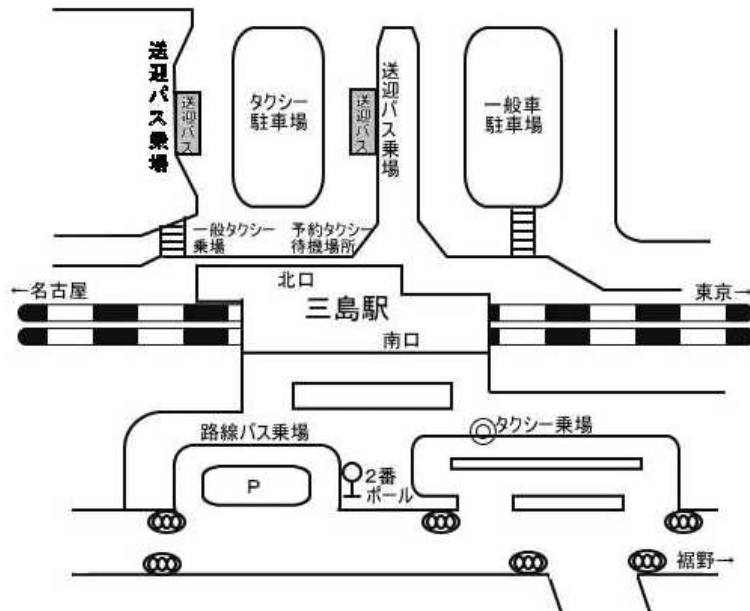 送迎バス乗場
送迎バス
タクシー
駐車場
送迎バス
送迎バス乗場
一般車
駐車場
一般タクシー
乗場
予約タクシー
待機場所
←名古屋
北口
三島駅
東京→
南口
路線バス乗場
タクシー乗場
P
2番
ポール
裾野→